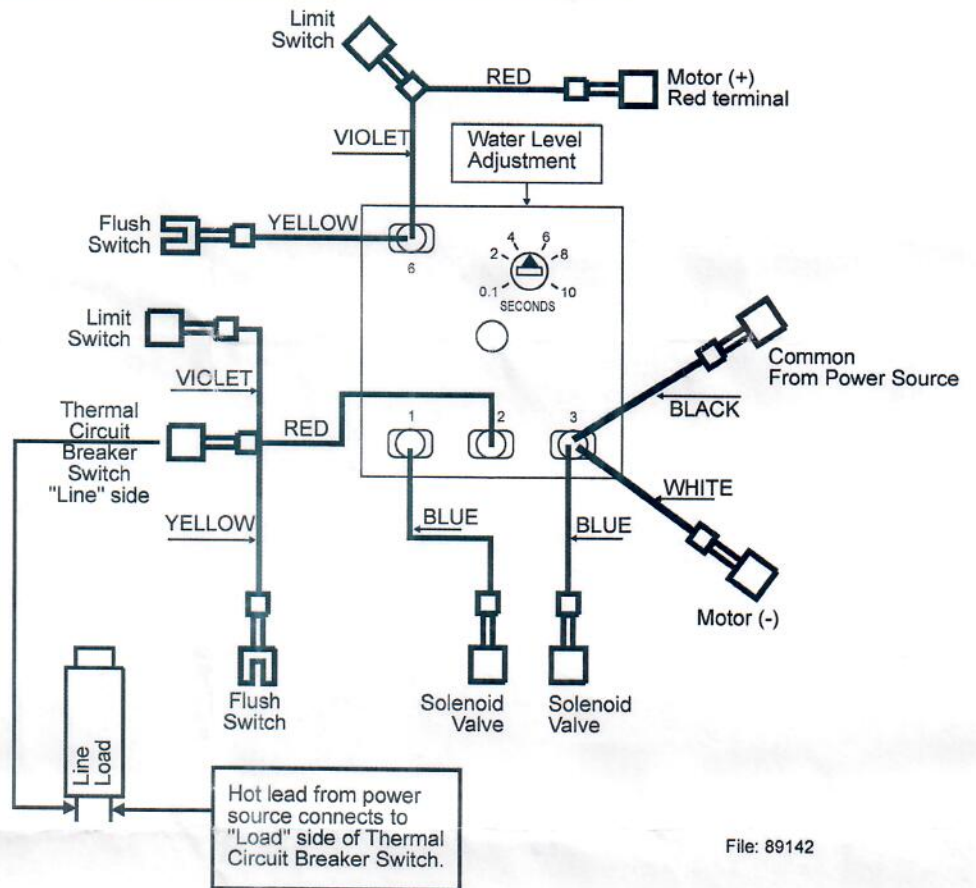 Limit
Switch
RED
Motor (+)
Red terminal
VIOLET
Water Level
Adjustment
Flush
Switch
YELLOW
6
0.1
2
4
6
8
10
SECONDS
Limit
Switch
VIOLET
Common
From Power Source
BLACK
Thermal
Circuit
Breaker
Switch
"Line" side
RED
1
2
3
WHITE
YELLOW
BLUE
BLUE
Motor (-)
Flush
Switch
Solenoid
Valve
Solenoid
Valve
Line
Load
Hot lead from power
source connects to
"Load" side of Thermal
Circuit Breaker Switch.
File: 89142